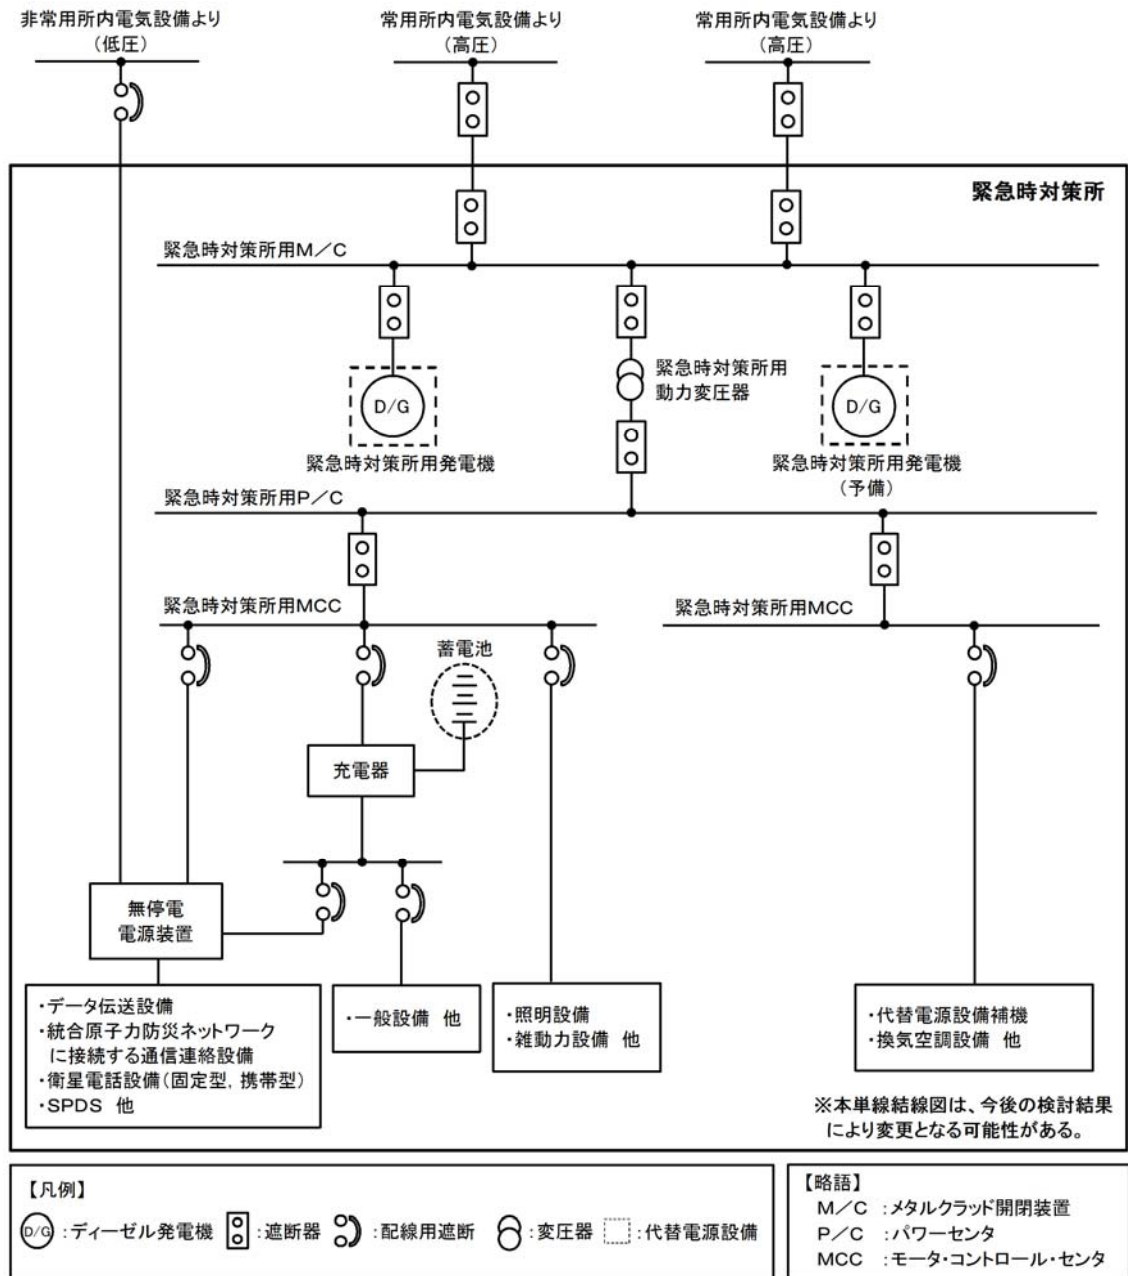 非常用所内電気設備より
（低圧）
常用所内電気設備より
（高圧）
常用所内電気設備より
（高圧）
緊急時対策所
緊急時対策所用M／C
緊急時対策所用
動力変圧器
D/G
D/G
緊急時対策所用発電機
緊急時対策所用発電機
（予備）
緊急時対策所用P／C
緊急時対策所用MCC
緊急時対策所用MCC
蓄電池
充電器
無停電
電源装置
・データ伝送設備
・統合原子力防災ネットワーク
に接続する通信連絡設備
・衛星電話設備（固定型，携帯型）
・SPDS 他
・一般設備 他
・照明設備
・雑動力設備 他
・代替電源設備補機
・換気空調設備 他
※本単線結線図は、今後の検討結果
により変更となる可能性がある。
【凡例】
D/G ：ディーゼル発電機 ：遮断器 ：配線用遮断 ：変圧器 ：代替電源設備
【略語】
M／C ：メタルクラッド開閉装置
P／C ：パワーセンタ
MCC ：モータ・コントロール・センタ